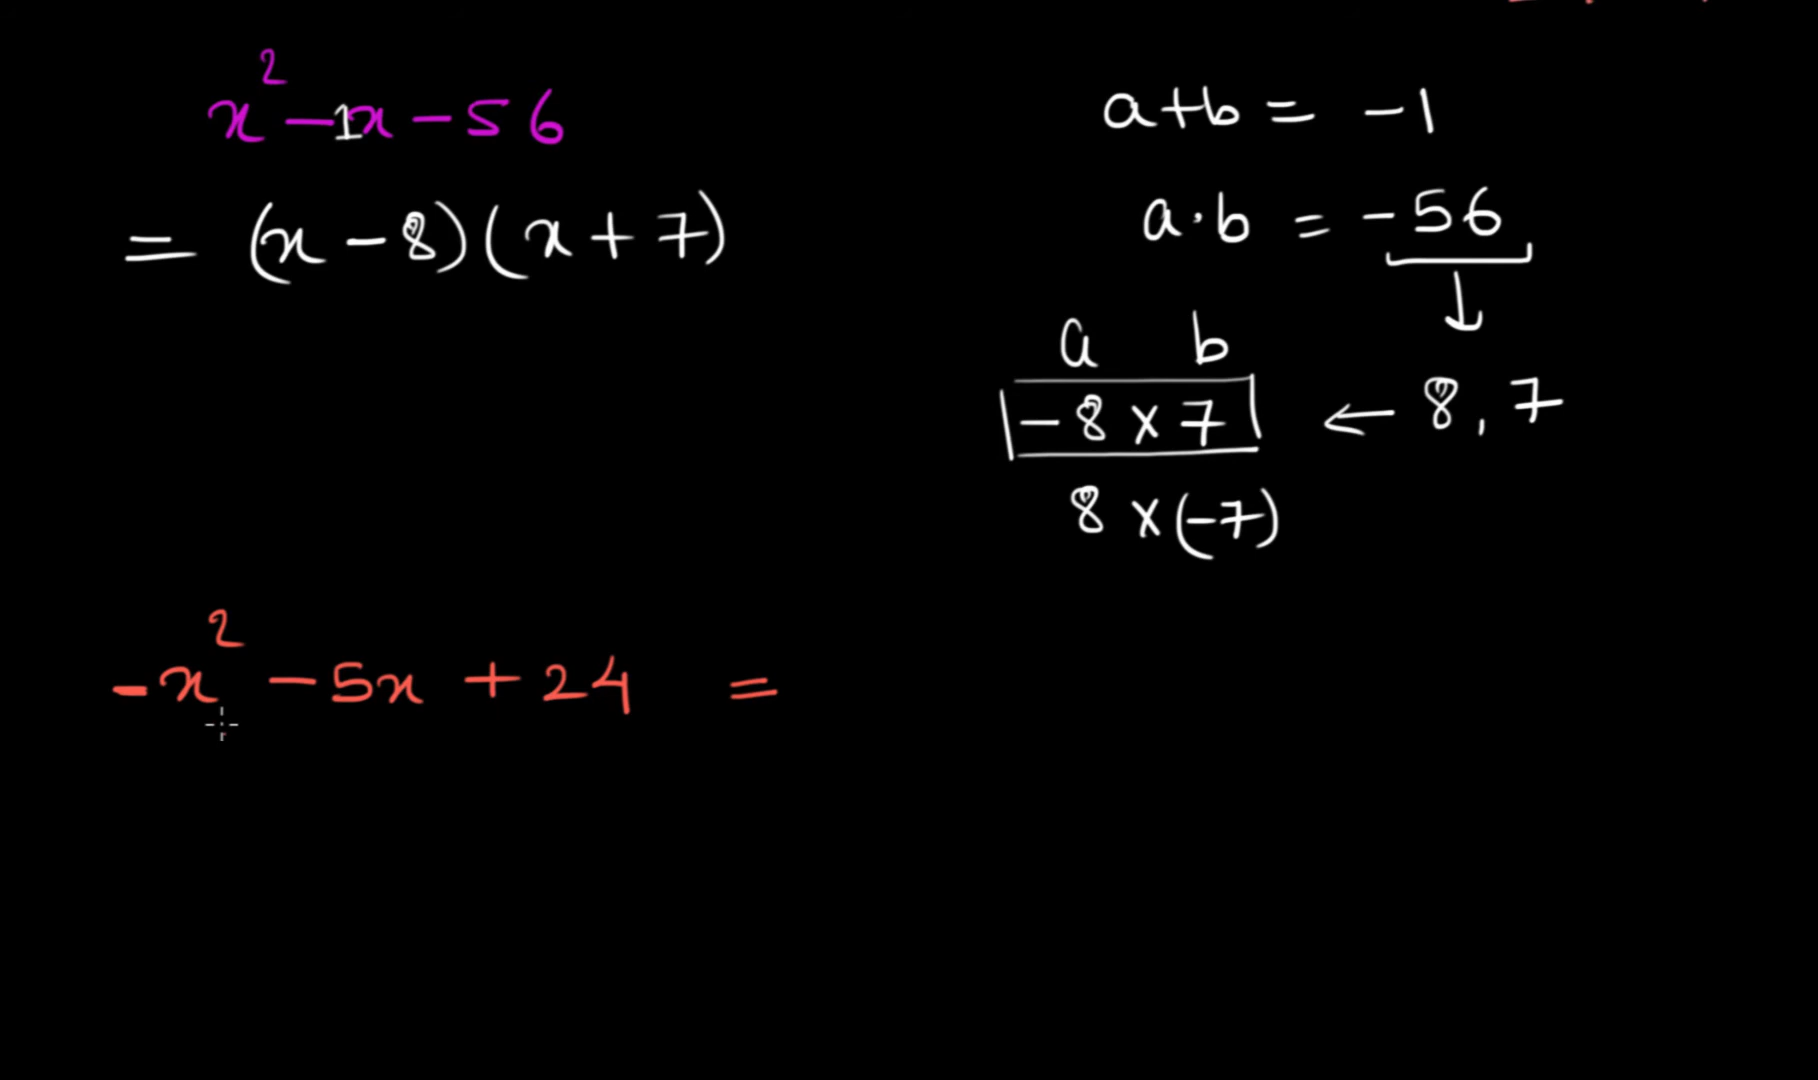 x² - 1x - 56
= (x - 8)(x + 7)
a+b = -1
a·b = -56
↓
a b
-8 × 7 ← 8, 7
8 × (-7)
-x² - 5x + 24 =